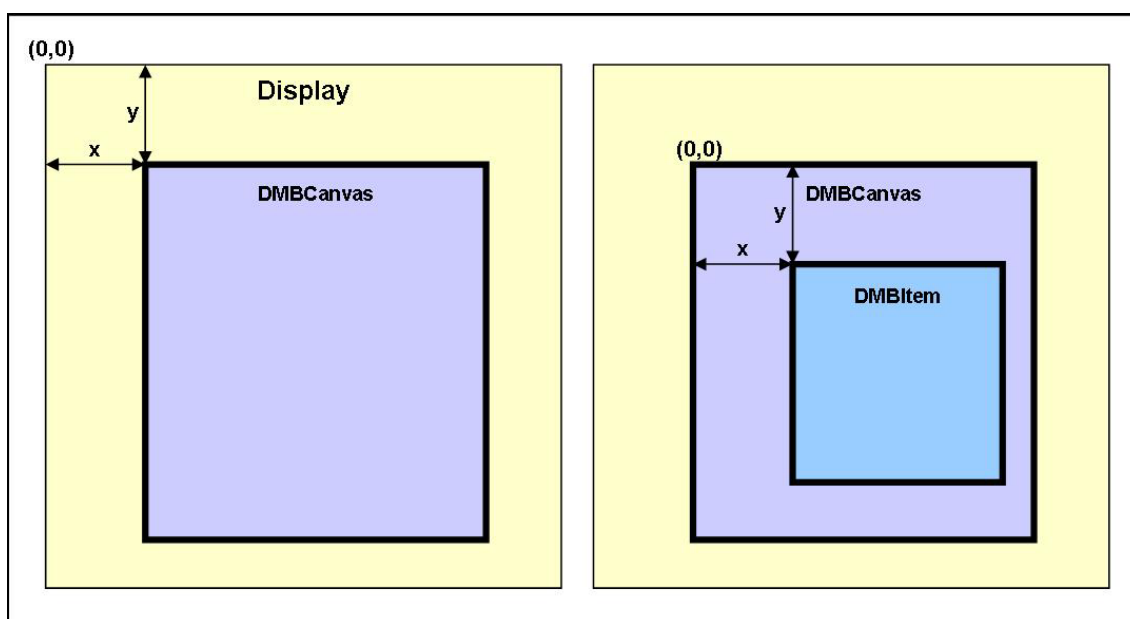 (0,0)
Display
y
x
DMBCanvas
(0,0)
DMBCanvas
y
x
DMBItem